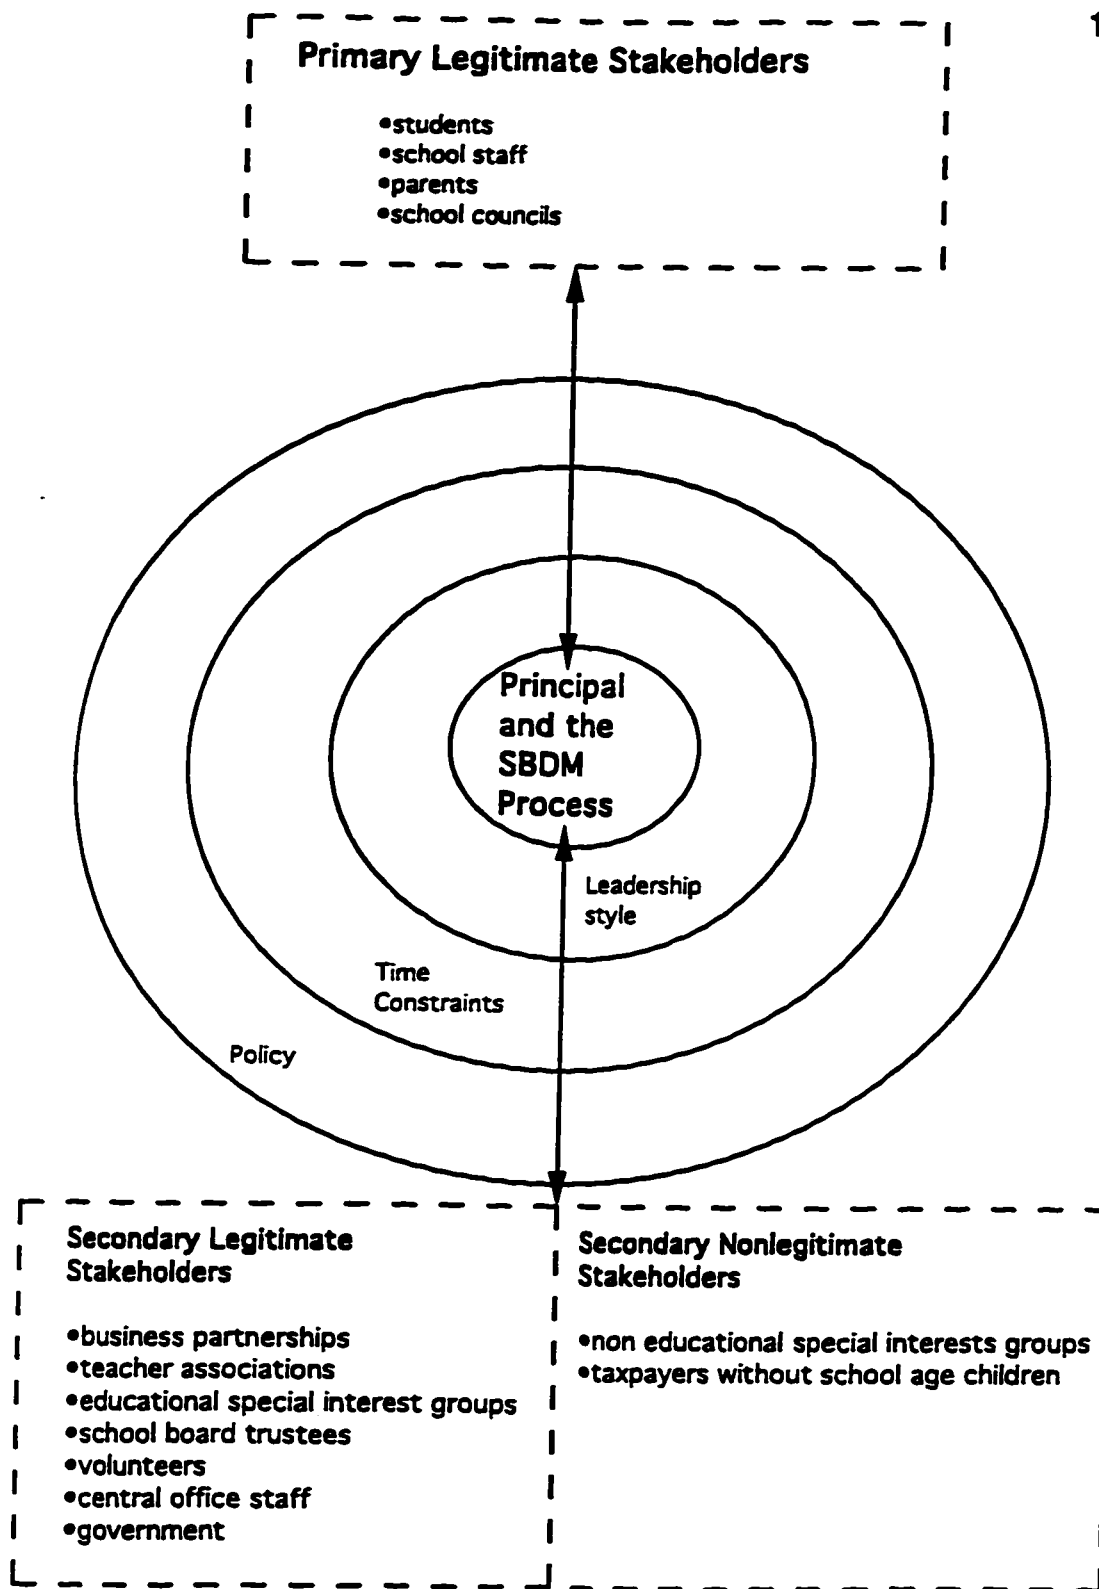 Primary Legitimate Stakeholders
•students
•school staff
•parents
•school councils
Principal
and the
SBDM
Process
Leadership
style
Time
Constraints
Policy
Secondary Legitimate
Stakeholders
•business partnerships
•teacher associations
•educational special interest groups
•school board trustees
•volunteers
•central office staff
•government
Secondary Nonlegitimate
Stakeholders
•non educational special interests groups
•taxpayers without school age children